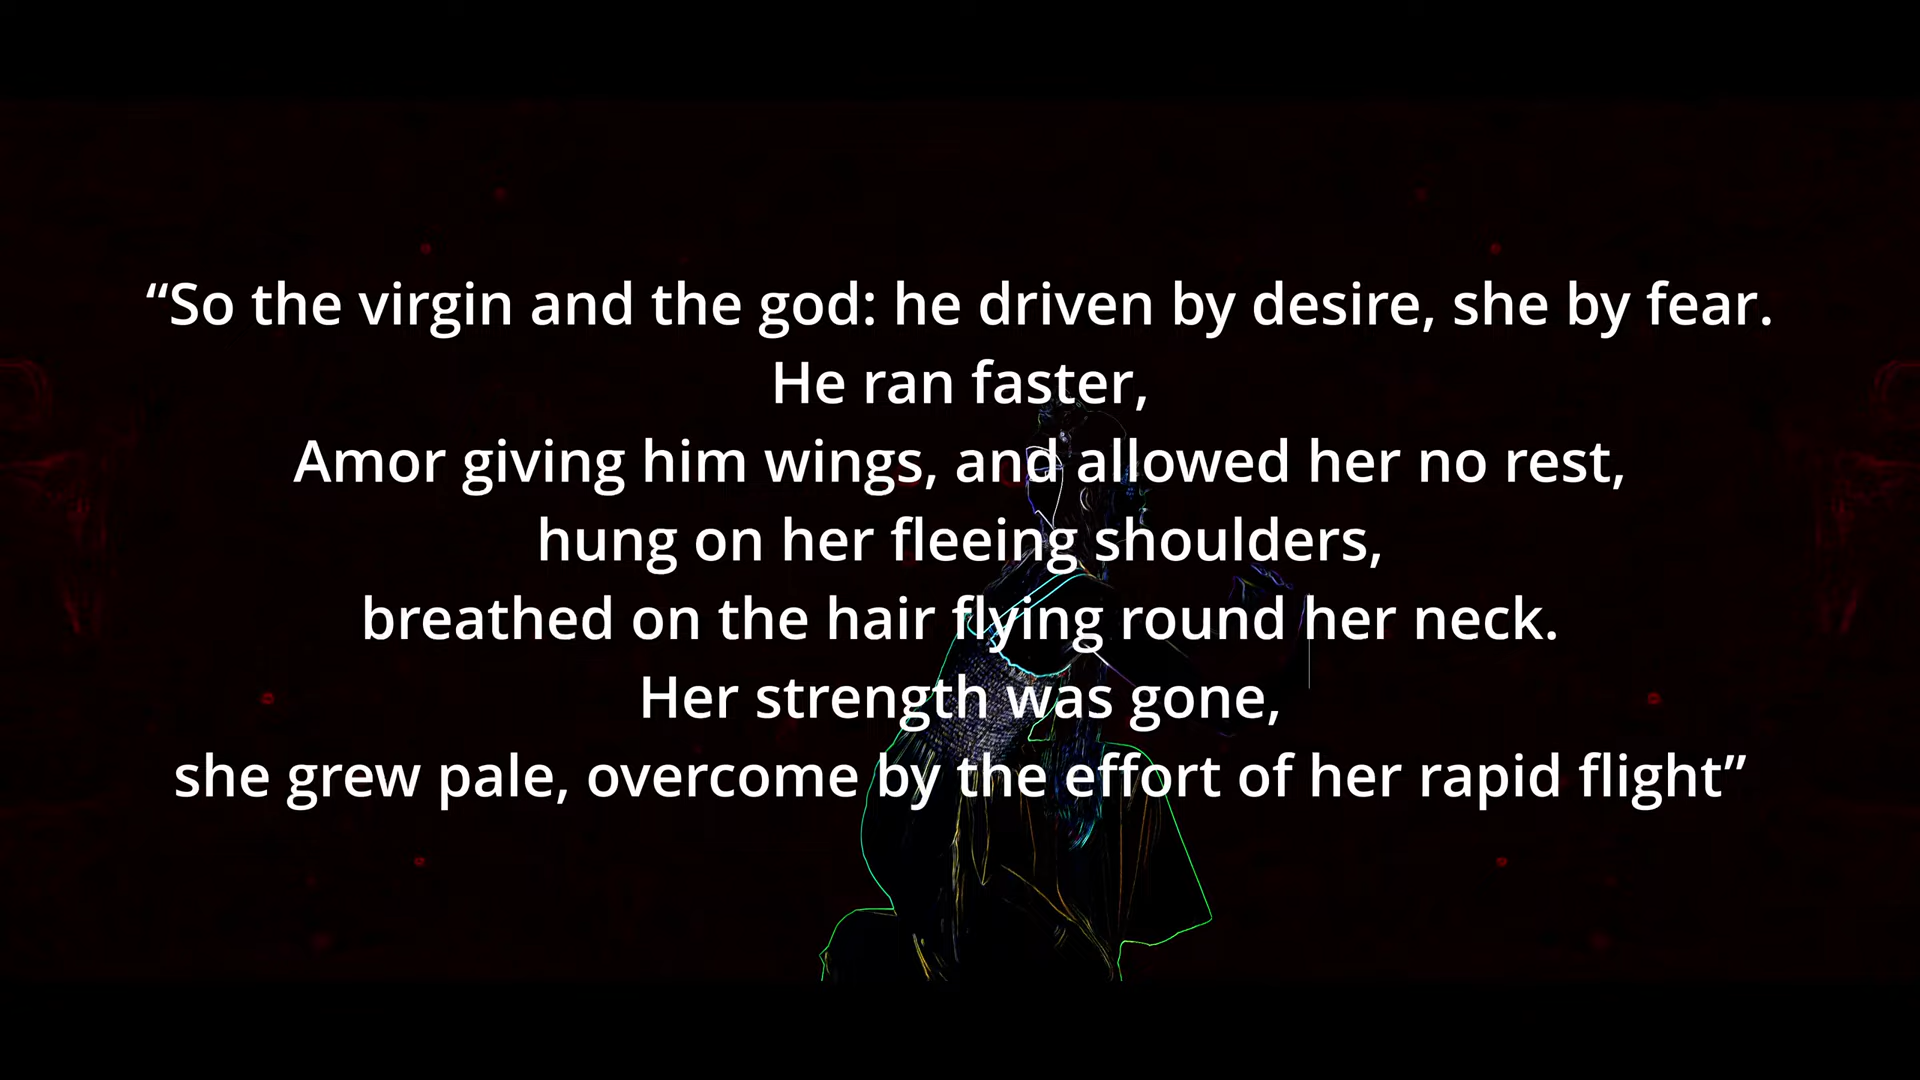 “So the virgin and the god: he driven by desire, she by fear.
He ran faster,
Amor giving him wings, and allowed her no rest,
hung on her fleeing shoulders,
breathed on the hair flying round her neck.
Her strength was gone,
she grew pale, overcome by the effort of her rapid flight”